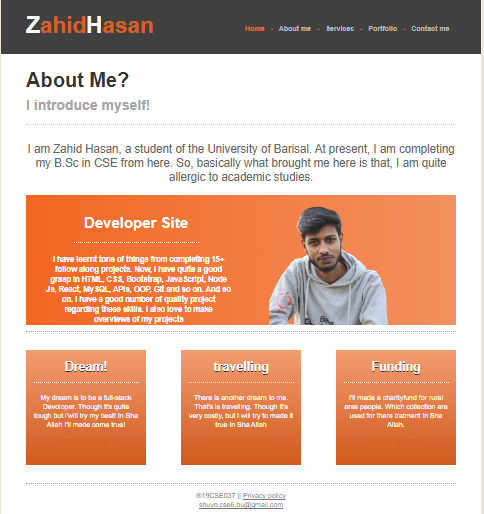 ZahidHasan
Home - About me - Services - Portfolio - Contact me
About Me?
I introduce myself!
I am Zahid Hasan, a student of the University of Barisal. At present, I am completing
my B.Sc in CSE from here. So, basically what brought me here is that, I am quite
allergic to academic studies.
Developer Site
I have learnt tons of things from completing 15+
follow along projects. Now, I have quite a good
grasp in HTML, CSS, Bootstrap, JavaScript, Node
Js, React, MySQL, APIs, OOP, Git and so on. And so
on. I have a good number of quality project
regarding these skills. I also love to make
overviews of my projects
Dream!
My dream is to be a full-stack
Devoloper. Though it's quite
tough but I will try my best! In Sha
Allah I'll made come true!
travelling
There is another dream to me.
That's is traveling. Though it's
very costly, but I will try to made it
true In Sha Allah
Funding
I'll made a charityfund for rural
area people. Which collection are
used for there tratment In Sha
Allah.
©19CSE037 || Privacy policy
shuvo.cse6.bu@gmail.com